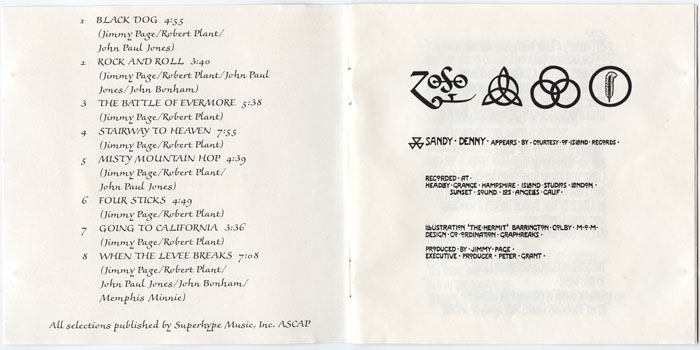 1 BLACK DOG 4:55
(Jimmy Page/Robert Plant/
John Paul Jones)
2 ROCK AND ROLL 3:40
(Jimmy Page/Robert Plant/John Paul
Jones/John Bonham)
3 THE BATTLE OF EVERMORE 5:38
(Jimmy Page/Robert Plant)
4 STAIRWAY TO HEAVEN 7:55
(Jimmy Page/Robert Plant)
5 MISTY MOUNTAIN HOP 4:39
(Jimmy Page/Robert Plant/
John Paul Jones)
6 FOUR STICKS 4:49
(Jimmy Page/Robert Plant)
7 GOING TO CALIFORNIA 3:36
(Jimmy Page/Robert Plant)
8 WHEN THE LEVEE BREAKS 7:08
(Jimmy Page/Robert Plant/
John Paul Jones/John Bonham/
Memphis Minnie)
All selections published by Superhype Music, Inc. ASCAP
SANDY · DENNY · APPEARS · BY · COURTESY · OF · ISLAND · RECORDS ·
RECORDED · AT ·
HEADLEY · GRANGE · HAMPSHIRE · ISLAND · STUDIOS · LONDON ·
SUNSET · SOUND · LOS · ANGELES · CALIF ·
ILLUSTRATION 'THE · HERMIT' BARRINGTON · COLBY · M·O·M ·
DESIGN · CO·ORDINATION · GRAPHREAKS ·
PRODUCED · BY · JIMMY · PAGE ·
EXECUTIVE · PRODUCER · PETER · GRANT ·